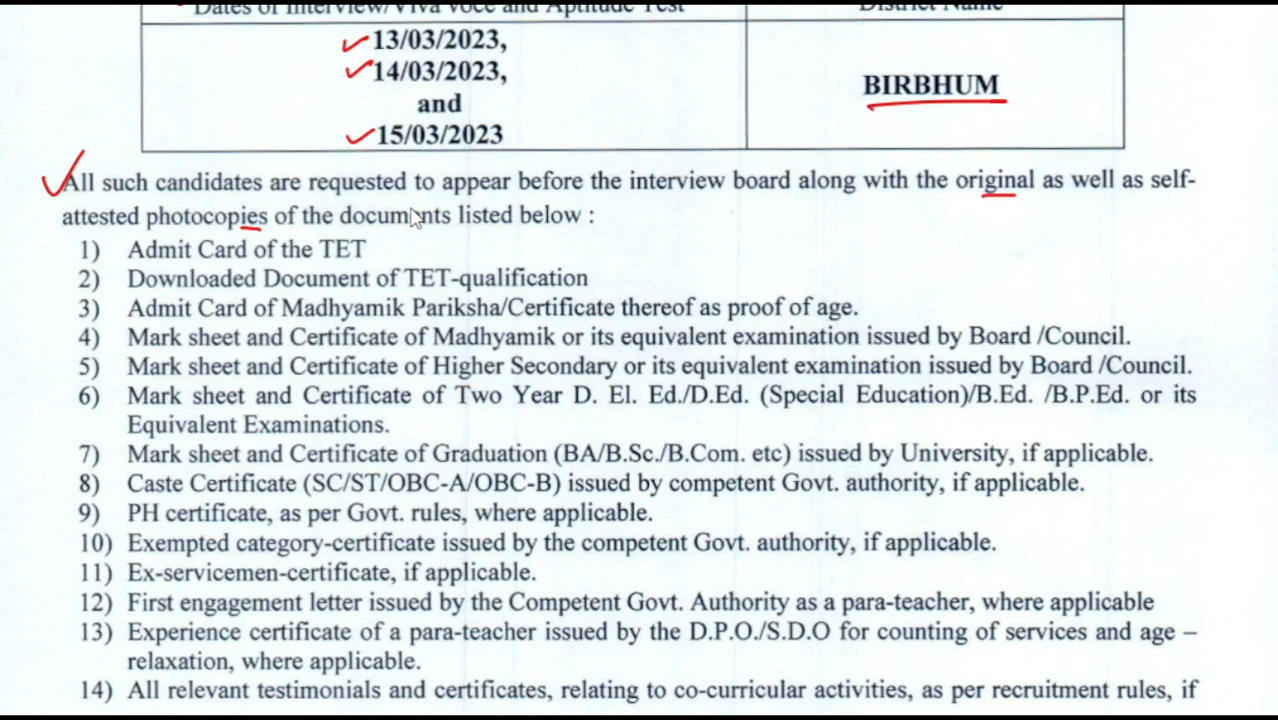 Dates of Interview/Viva Voce and Aptitude Test
District Name
13/03/2023,
14/03/2023,
and
15/03/2023
BIRBHUM
All such candidates are requested to appear before the interview board along with the original as well as self-
attested photocopies of the documents listed below :
1) Admit Card of the TET
2) Downloaded Document of TET-qualification
3) Admit Card of Madhyamik Pariksha/Certificate thereof as proof of age.
4) Mark sheet and Certificate of Madhyamik or its equivalent examination issued by Board /Council.
5) Mark sheet and Certificate of Higher Secondary or its equivalent examination issued by Board /Council.
6) Mark sheet and Certificate of Two Year D. El. Ed./D.Ed. (Special Education)/B.Ed. /B.P.Ed. or its
Equivalent Examinations.
7) Mark sheet and Certificate of Graduation (BA/B.Sc./B.Com. etc) issued by University, if applicable.
8) Caste Certificate (SC/ST/OBC-A/OBC-B) issued by competent Govt. authority, if applicable.
9) PH certificate, as per Govt. rules, where applicable.
10) Exempted category-certificate issued by the competent Govt. authority, if applicable.
11) Ex-servicemen-certificate, if applicable.
12) First engagement letter issued by the Competent Govt. Authority as a para-teacher, where applicable
13) Experience certificate of a para-teacher issued by the D.P.O./S.D.O for counting of services and age –
relaxation, where applicable.
14) All relevant testimonials and certificates, relating to co-curricular activities, as per recruitment rules, if